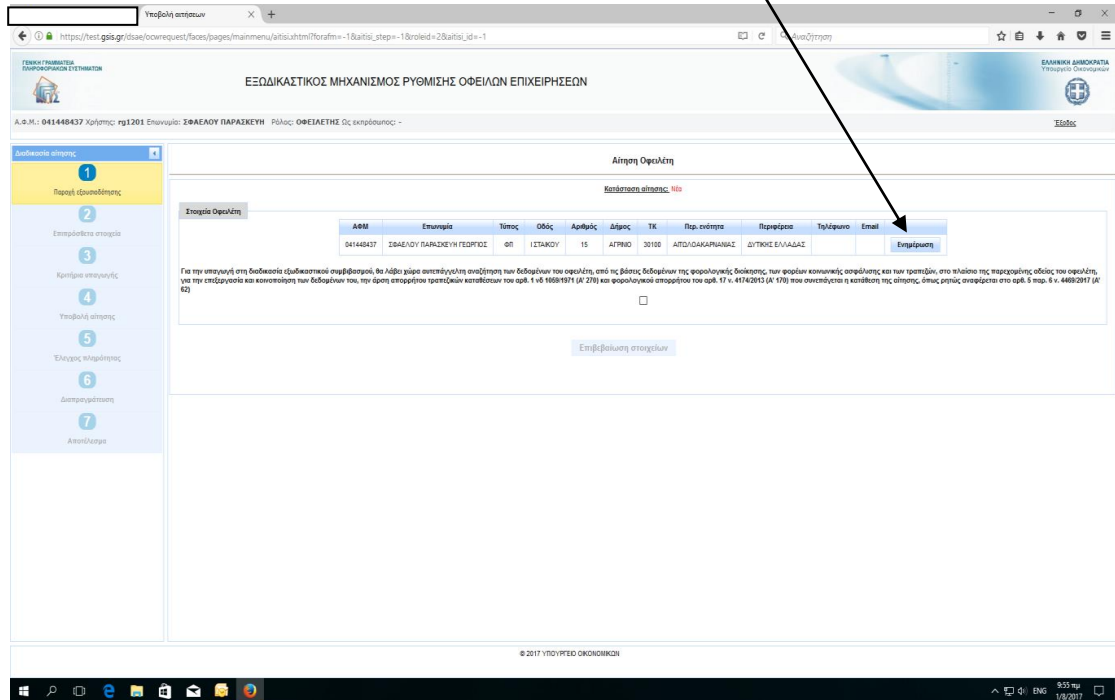 Υποβολή αιτήσεων
https://test.gsis.gr/dsae/ocwrequest/faces/pages/mainmenu/aitisi.xhtml?forafm=-1&aitisi_step=-1&roleid=2&aitisi_id=-1
Αναζήτηση
ΓΕΝΙΚΗ ΓΡΑΜΜΑΤΕΙΑ
ΠΛΗΡΟΦΟΡΙΑΚΩΝ ΣΥΣΤΗΜΑΤΩΝ
ΕΞΩΔΙΚΑΣΤΙΚΟΣ ΜΗΧΑΝΙΣΜΟΣ ΡΥΘΜΙΣΗΣ ΟΦΕΙΛΩΝ ΕΠΙΧΕΙΡΗΣΕΩΝ
ΕΛΛΗΝΙΚΗ ΔΗΜΟΚΡΑΤΙΑ
Υπουργείο Οικονομικών
Α.Φ.Μ.: 041448437 Χρήστης: rg1201 Επωνυμία: ΣΦΑΕΛΟΥ ΠΑΡΑΣΚΕΥΗ Ρόλος: ΟΦΕΙΛΕΤΗΣ Ως εκπρόσωπος: -
Έξοδος
Διαδικασία αίτησης
1
Παροχή εξουσιοδότησης
2
Επιπρόσθετα στοιχεία
3
Κριτήρια υπαγωγής
4
Υποβολή αίτησης
5
Έλεγχος πληρότητας
6
Διαπραγμάτευση
7
Αποτέλεσμα
Αίτηση Οφειλέτη
Κατάσταση αίτησης: Νέα
Στοιχεία Οφειλέτη
ΑΦΜ Επωνυμία Τύπος Οδός Αριθμός Δήμος ΤΚ Περ. ενότητα Περιφέρεια Τηλέφωνο Email
041448437 ΣΦΑΕΛΟΥ ΠΑΡΑΣΚΕΥΗ ΓΕΩΡΓΙΟΣ ΦΠ Ι ΣΤΑΪΚΟΥ 15 ΑΓΡΙΝΙΟ 30100 ΑΙΤΩΛΟΑΚΑΡΝΑΝΙΑΣ ΔΥΤΙΚΗΣ ΕΛΛΑΔΑΣ Ενημέρωση
Για την υπαγωγή στη διαδικασία εξωδικαστικού συμβιβασμού, θα λάβει χώρα αυτεπάγγελτη αναζήτηση των δεδομένων του οφειλέτη, από τις βάσεις δεδομένων της φορολογικής διοίκησης, των φορέων κοινωνικής ασφάλισης και των τραπεζών, στο πλαίσιο της παρεχομένης αδείας του οφειλέτη,
για την επεξεργασία και κοινοποίηση των δεδομένων του, την άρση απορρήτου τραπεζικών καταθέσεων του αρθ. 1 νδ 1059/1971 (Α' 270) και φορολογικού απορρήτου του αρθ. 17 ν. 4174/2013 (Α' 170) που συνεπάγεται η κατάθεση της αίτησης, όπως ρητώς αναφέρεται στο αρθ. 5 παρ. 6 ν. 4469/2017 (Α'
62)
Επιβεβαίωση στοιχείων
© 2017 ΥΠΟΥΡΓΕΙΟ ΟΙΚΟΝΟΜΙΚΩΝ
ENG
9:55 πμ
1/8/2017